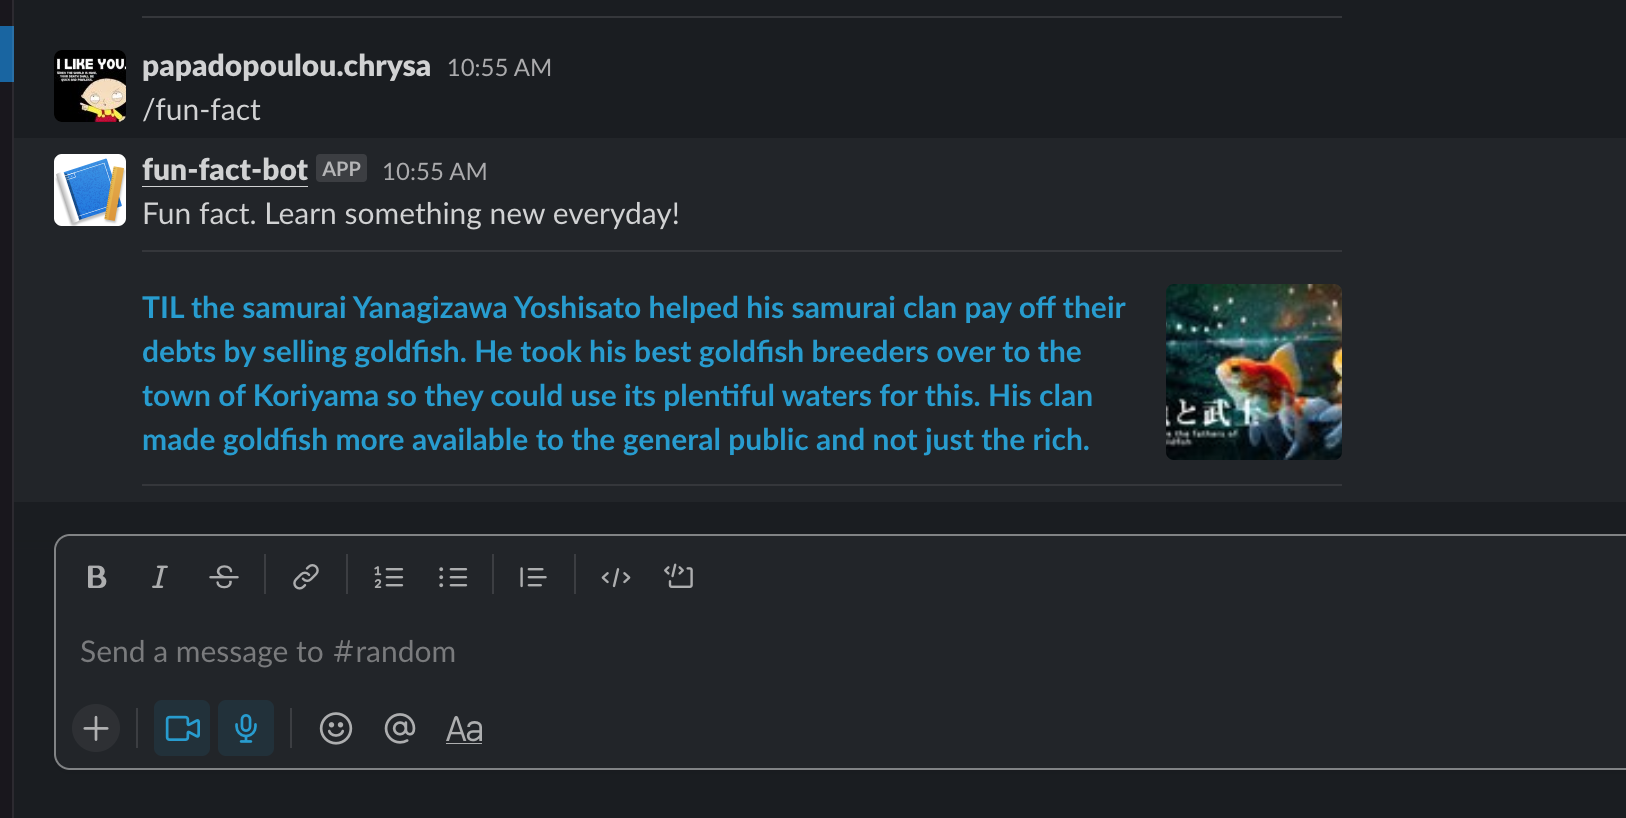 I LIKE YOU.
papadopoulou.chrysa 10:55 AM
/fun-fact
fun-fact-bot APP 10:55 AM
Fun fact. Learn something new everyday!
TIL the samurai Yanagizawa Yoshisato helped his samurai clan pay off their
debts by selling goldfish. He took his best goldfish breeders over to the
town of Koriyama so they could use its plentiful waters for this. His clan
made goldfish more available to the general public and not just the rich.
と武士
the fathers of
B I S
Send a message to #random
@ Aa